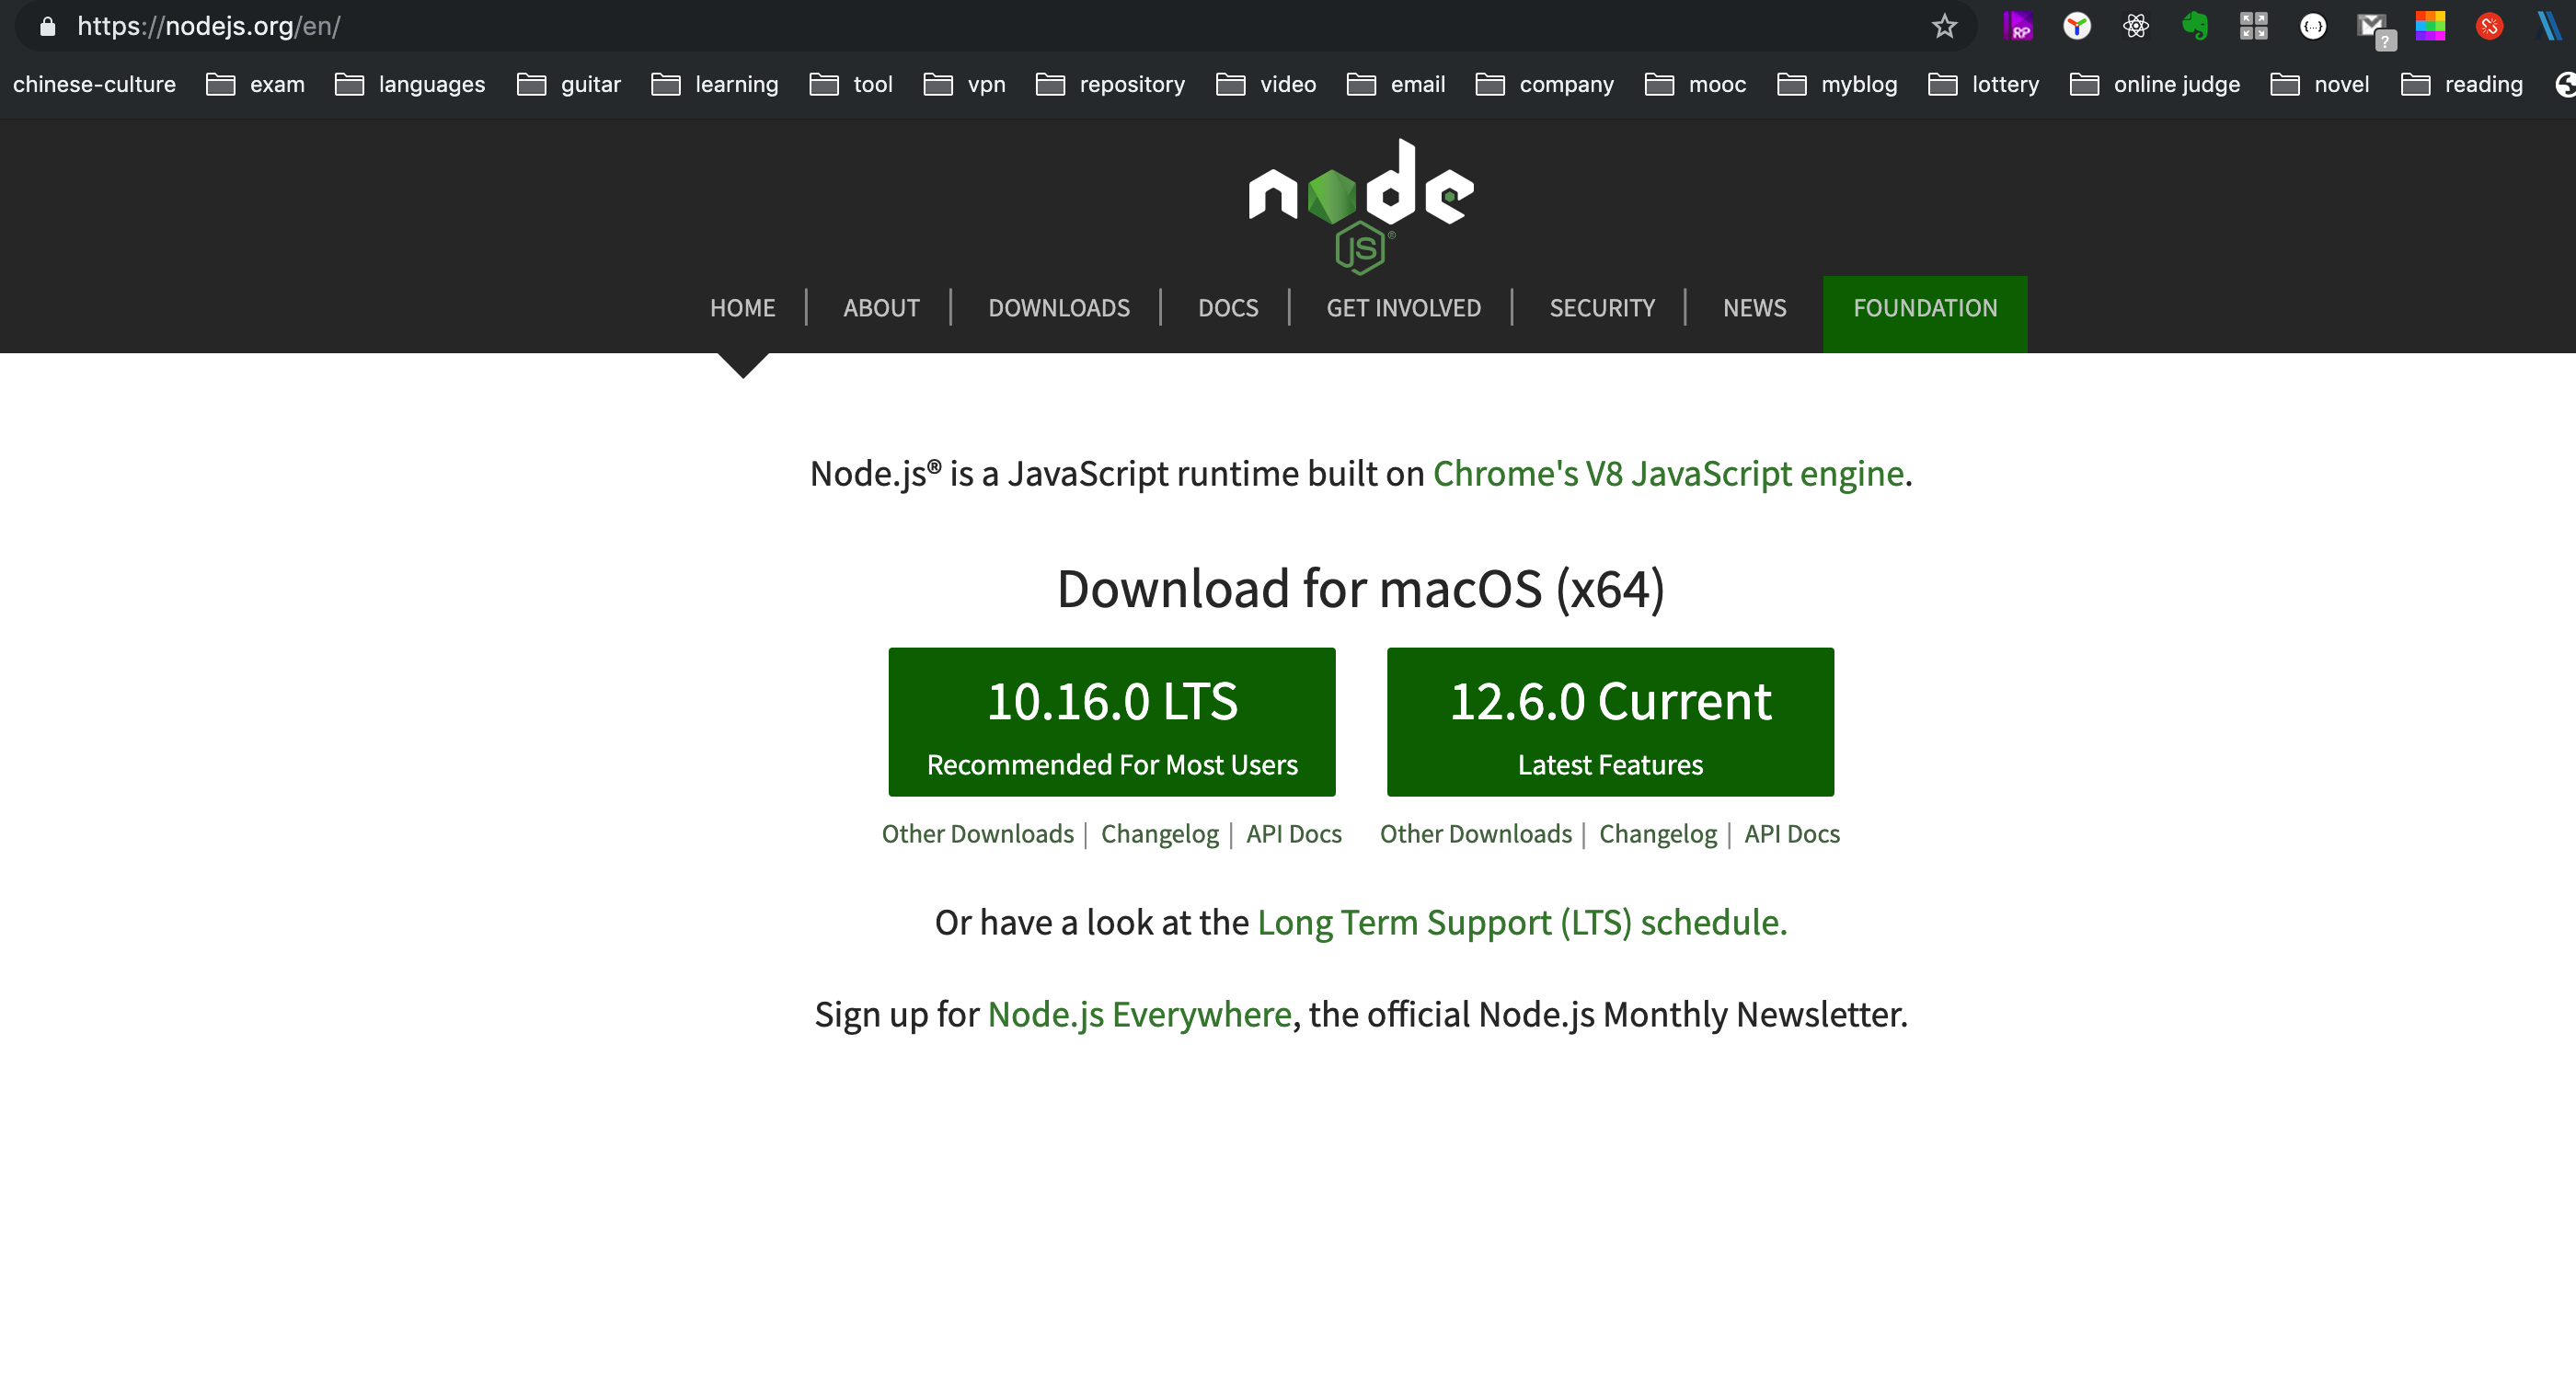 https://nodejs.org/en/
RP
{...}
?
chinese-culture exam languages guitar learning tool vpn repository video email company mooc myblog lottery online judge novel reading
node
JS®
HOME | ABOUT | DOWNLOADS | DOCS | GET INVOLVED | SECURITY | NEWS FOUNDATION
Node.js® is a JavaScript runtime built on Chrome's V8 JavaScript engine.
Download for macOS (x64)
10.16.0 LTS
Recommended For Most Users
12.6.0 Current
Latest Features
Other Downloads | Changelog | API Docs
Other Downloads | Changelog | API Docs
Or have a look at the Long Term Support (LTS) schedule.
Sign up for Node.js Everywhere, the official Node.js Monthly Newsletter.